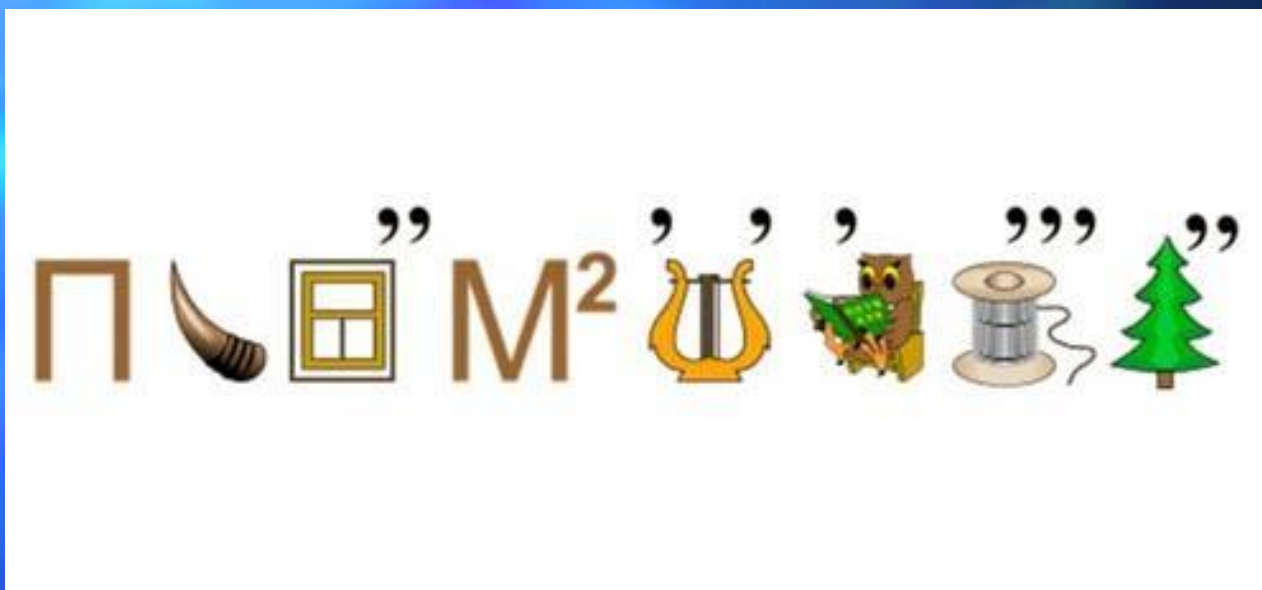 П ,, М² , , , ,,, ,,